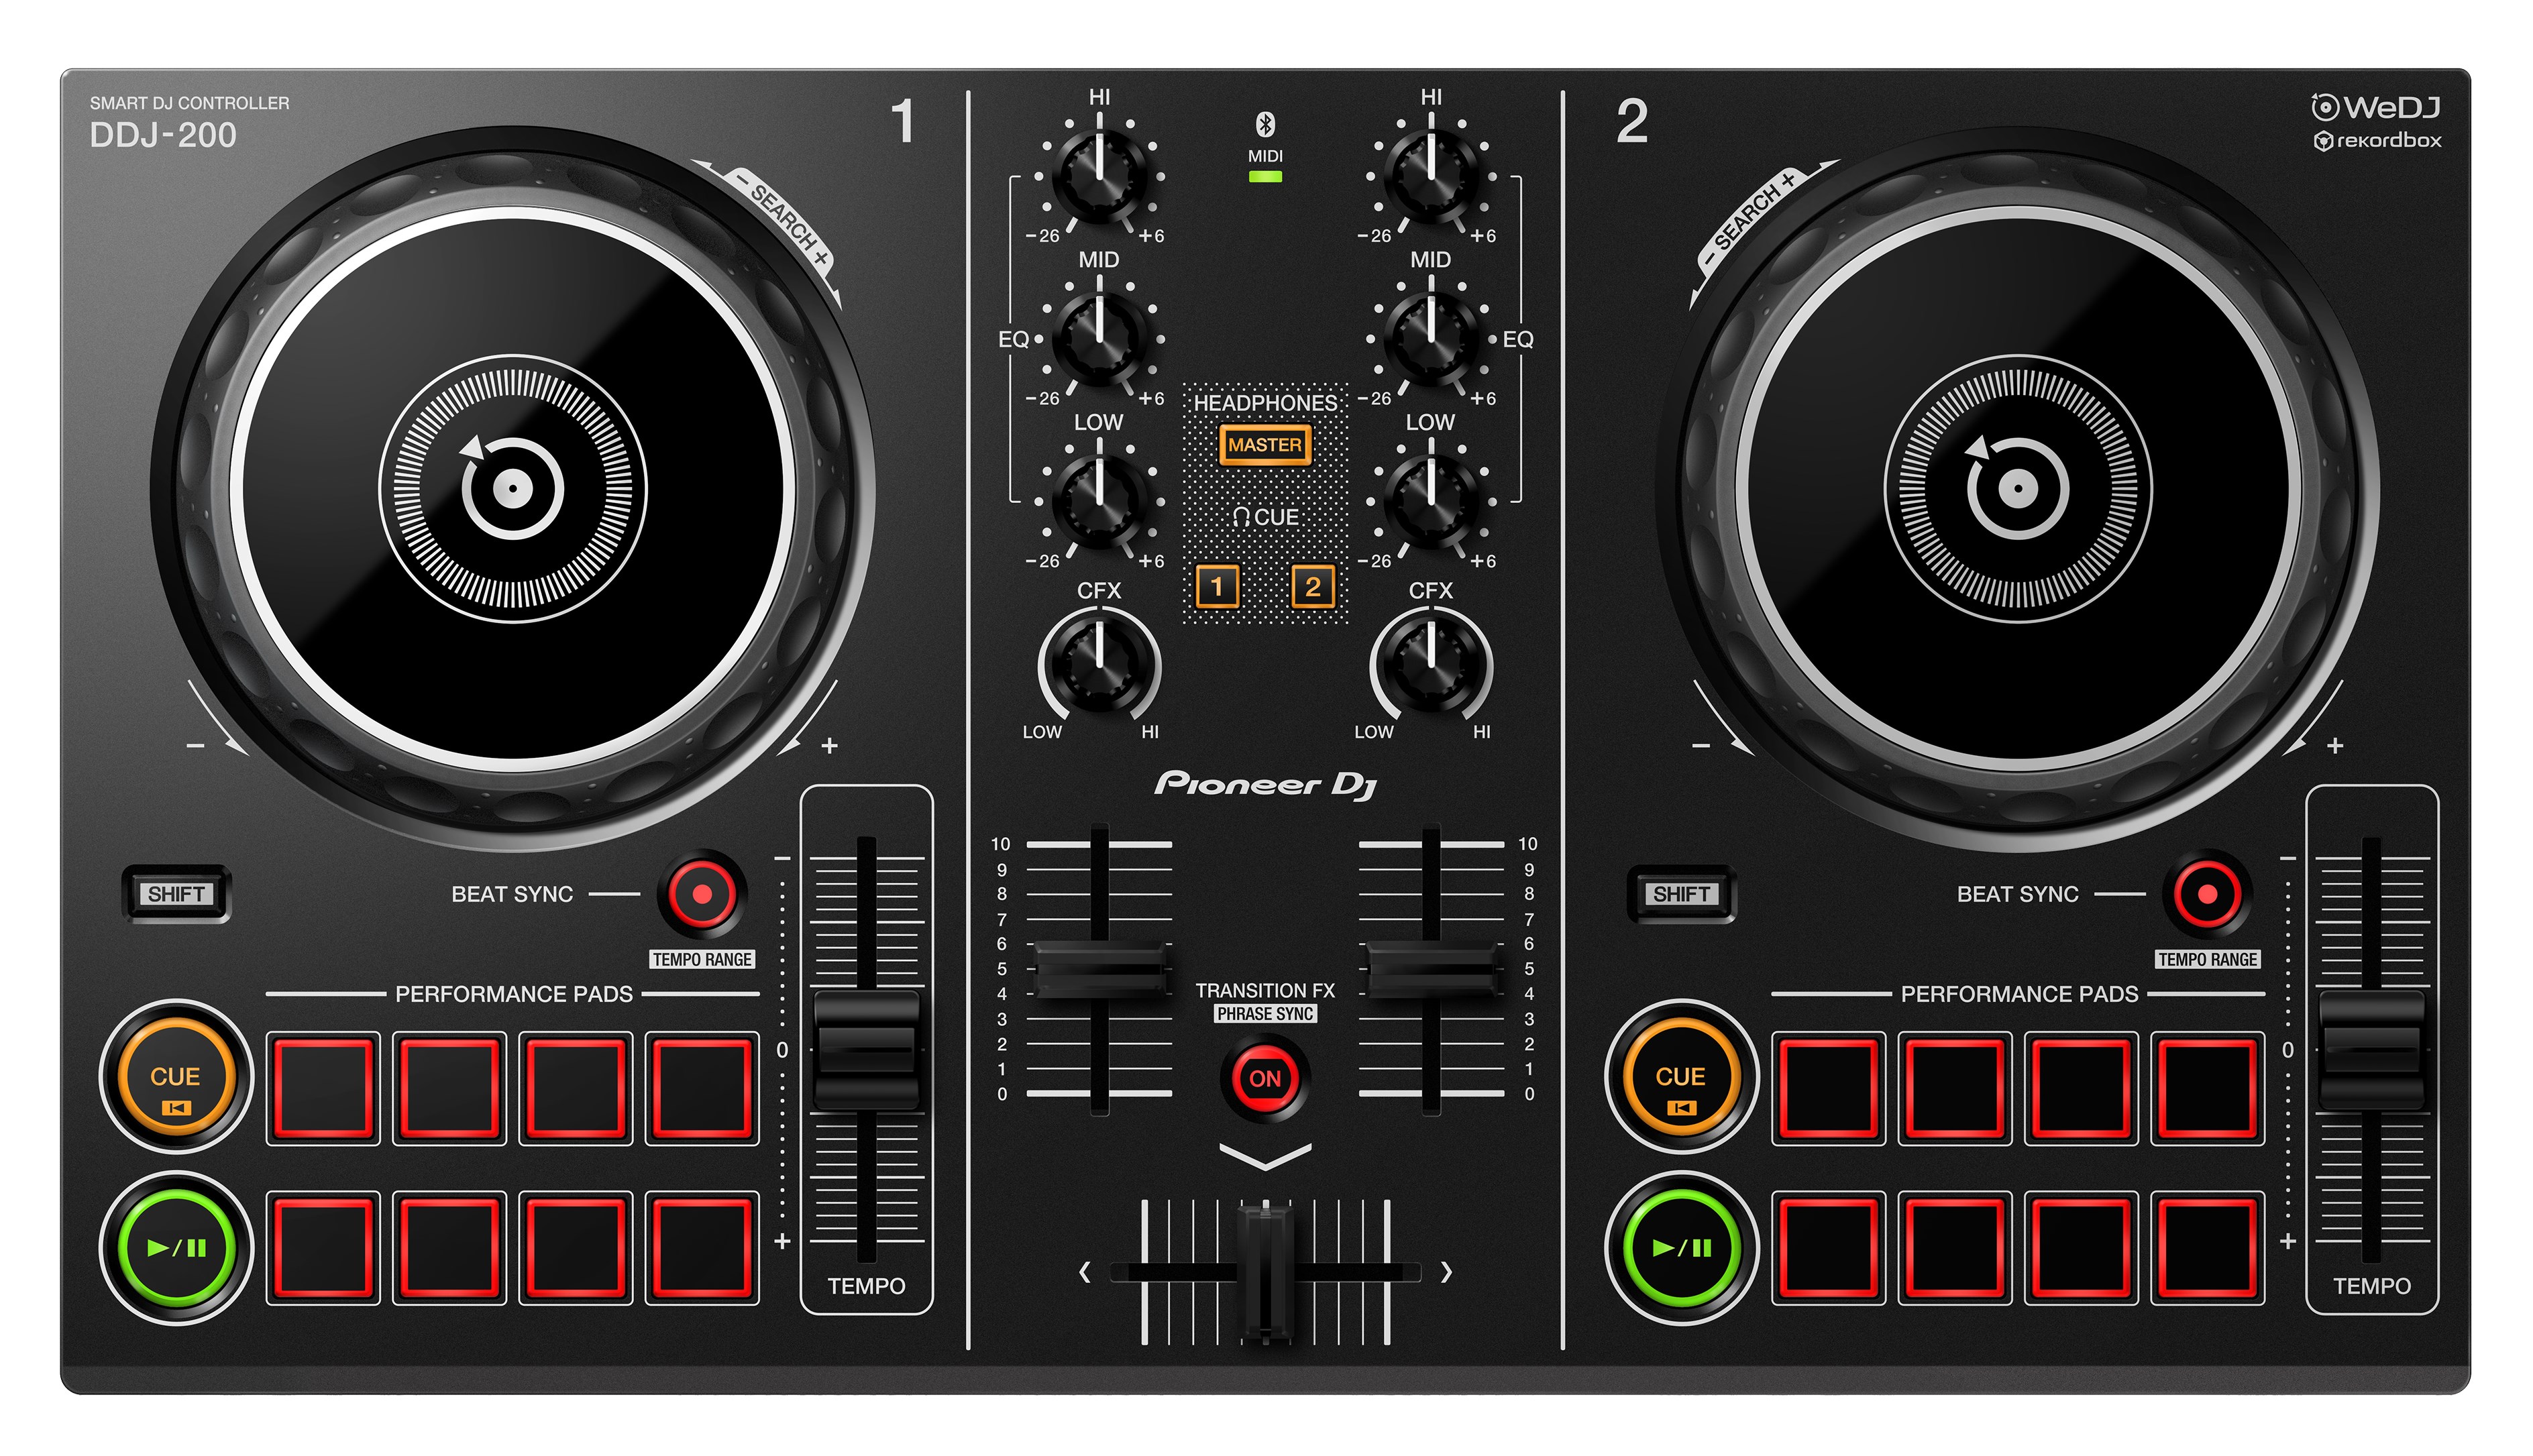 SMART DJ CONTROLLER
DDJ-200
1
− SEARCH +
− +
SHIFT
BEAT SYNC
TEMPO RANGE
PERFORMANCE PADS
CUE
−
0
+
TEMPO
HI
−26 +6
MID
EQ
−26 +6
LOW
−26 +6
CFX
LOW HI
MIDI
HEADPHONES
MASTER
CUE
1 2
HI
−26 +6
MID
EQ
−26 +6
LOW
−26 +6
CFX
LOW HI
Pioneer Dj
10
9
8
7
6
5
4
3
2
1
0
TRANSITION FX
PHRASE SYNC
ON
10
9
8
7
6
5
4
3
2
1
0
2
WeDJ
rekordbox
− SEARCH +
− +
SHIFT
BEAT SYNC
TEMPO RANGE
PERFORMANCE PADS
CUE
−
0
+
TEMPO